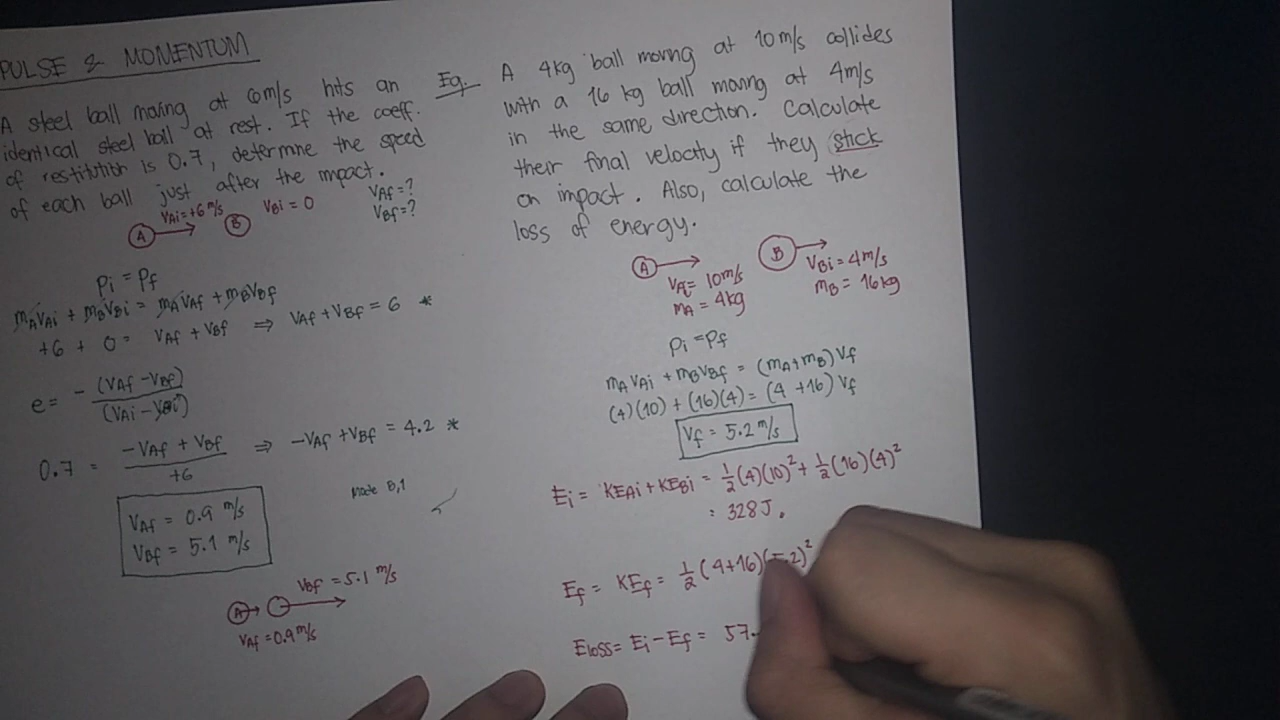 PULSE & MOMENTUM
A steel ball moving at 6m/s hits an
identical steel ball at rest. If the coeff.
of restitution is 0.7, determine the speed
of each ball just after the impact.
VAi=+6 m/s
VBi = 0
VAf = ?
VBf = ?
A
B
Pi = Pf
mAVAi + mBVBi = mAVAf + mBVBf
+6 + 0 = VAf + VBf ⇒ VAf + VBf = 6 *
e = - (VAf - VBf) / (VAi - VBi)
0.7 = -VAf + VBf / +6 ⇒ -VAf + VBf = 4.2 *
Mode 8,1
VAf = 0.9 m/s
VBf = 5.1 m/s
VBf = 5.1 m/s
A
VAf = 0.9 m/s
Eg. A 4kg ball moving at 10m/s collides
with a 16 kg ball moving at 4m/s
in the same direction. Calculate
their final velocity if they stick
on impact. Also, calculate the
loss of energy.
A
B
VAi = 10m/s
mA = 4kg
VBi = 4m/s
mB = 16kg
Pi = Pf
mAVAi + mBVBf = (mA+mB)Vf
(4)(10) + (16)(4) = (4 +16) Vf
Vf = 5.2 m/s
Ei = KEAi + KEBi = 1/2 (4)(10)² + 1/2 (16)(4)²
: 328 J.
Ef = KEf = 1/2 (4+16)(5.2)²
Eloss = Ei - Ef = 57.